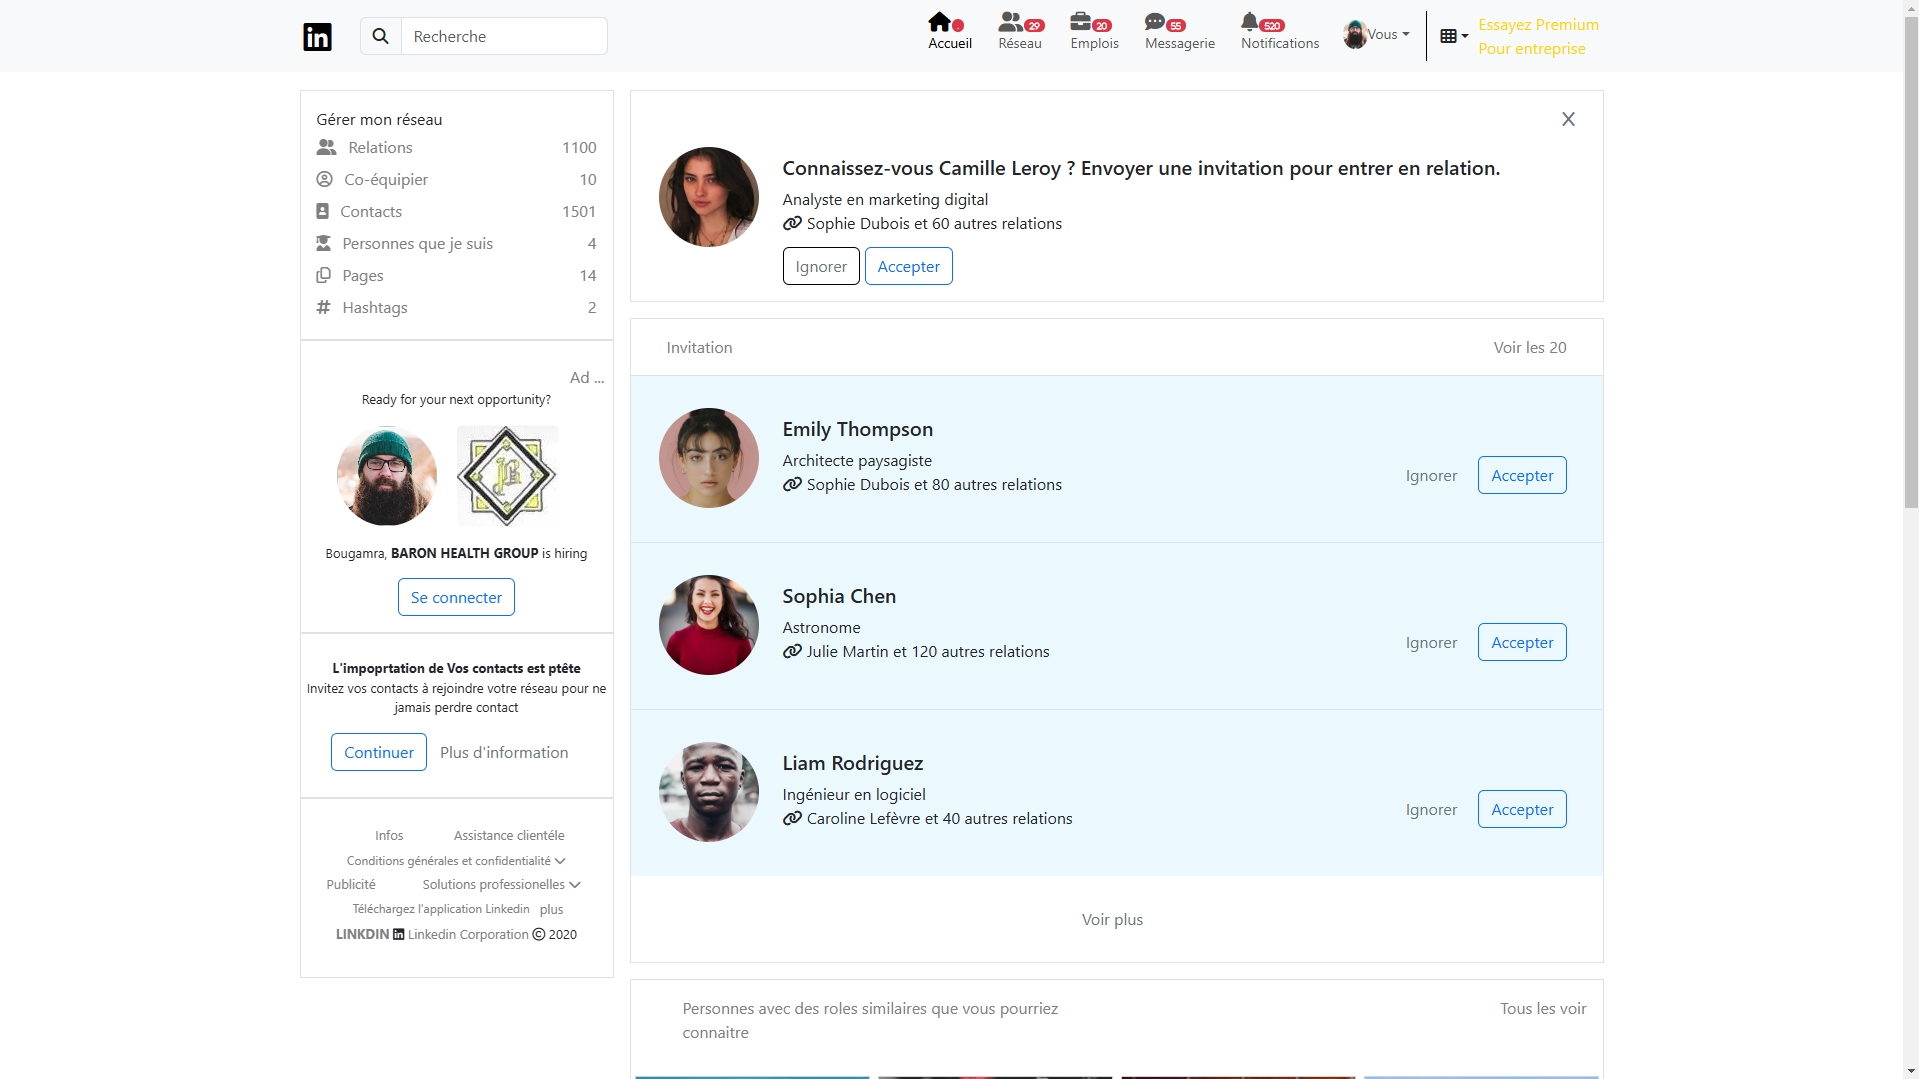 in
Recherche
Accueil
29
Réseau
20
Emplois
55
Messagerie
520
Notifications
Vous
Essayez Premium
Pour entreprise
Gérer mon réseau
Relations 1100
Co-équipier 10
Contacts 1501
Personnes que je suis 4
Pages 14
Hashtags 2
Ad ...
Ready for your next opportunity?
Bougamra, BARON HEALTH GROUP is hiring
Se connecter
L'impoprtation de Vos contacts est ptête
Invitez vos contacts à rejoindre votre réseau pour ne
jamais perdre contact
Continuer Plus d'information
Infos Assistance clientéle
Conditions générales et confidentialité
Publicité Solutions professionelles
Téléchargez l'application Linkedin plus
LINKDIN in Linkedin Corporation © 2020
X
Connaissez-vous Camille Leroy ? Envoyer une invitation pour entrer en relation.
Analyste en marketing digital
Sophie Dubois et 60 autres relations
Ignorer Accepter
Invitation Voir les 20
Emily Thompson
Architecte paysagiste
Sophie Dubois et 80 autres relations
Ignorer Accepter
Sophia Chen
Astronome
Julie Martin et 120 autres relations
Ignorer Accepter
Liam Rodriguez
Ingénieur en logiciel
Caroline Lefèvre et 40 autres relations
Ignorer Accepter
Voir plus
Personnes avec des roles similaires que vous pourriez
connaitre
Tous les voir